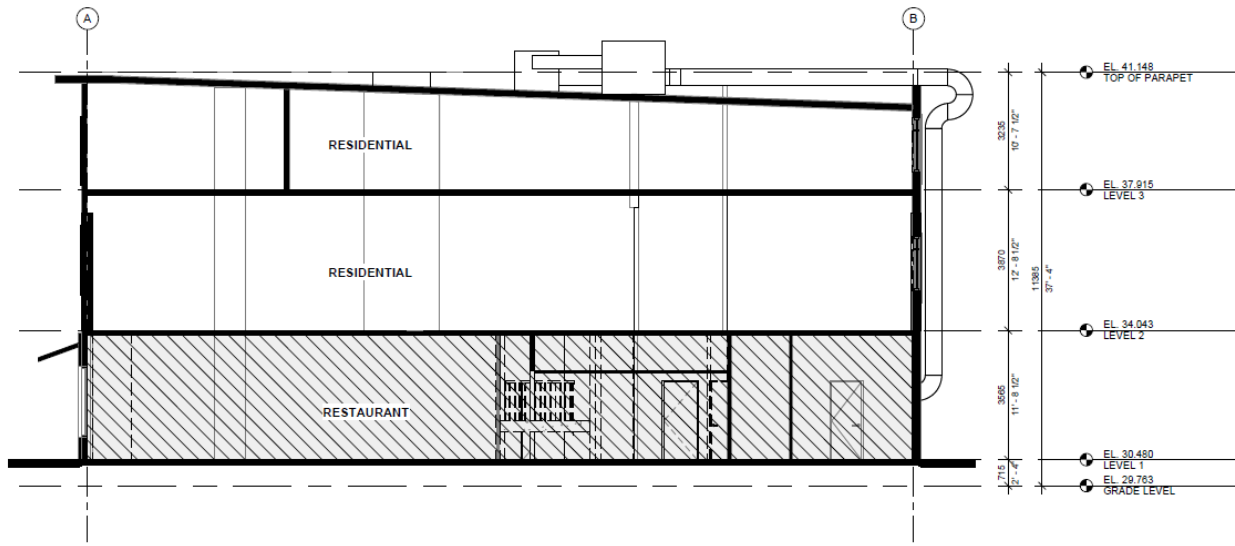 A
B
EL. 41.148
TOP OF PARAPET
RESIDENTIAL
3235
10' - 7 1/2"
EL. 37.915
LEVEL 3
RESIDENTIAL
3870
12' - 8 1/2"
11385
37' - 4"
EL. 34.043
LEVEL 2
RESTAURANT
3565
11' - 8 1/2"
EL. 30.480
LEVEL 1
715
2' - 4"
EL. 29.763
GRADE LEVEL